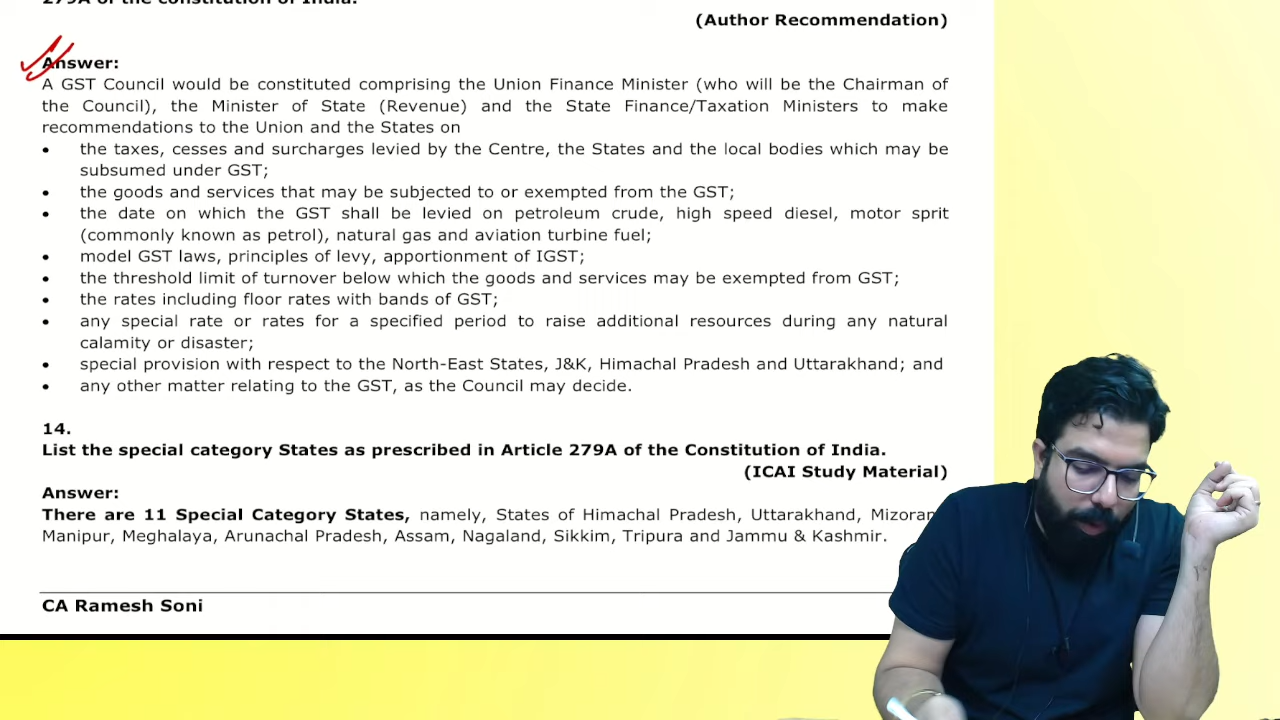 279A of the constitution of India.
(Author Recommendation)
Answer:
A GST Council would be constituted comprising the Union Finance Minister (who will be the Chairman of
the Council), the Minister of State (Revenue) and the State Finance/Taxation Ministers to make
recommendations to the Union and the States on
• the taxes, cesses and surcharges levied by the Centre, the States and the local bodies which may be
subsumed under GST;
• the goods and services that may be subjected to or exempted from the GST;
• the date on which the GST shall be levied on petroleum crude, high speed diesel, motor sprit
(commonly known as petrol), natural gas and aviation turbine fuel;
• model GST laws, principles of levy, apportionment of IGST;
• the threshold limit of turnover below which the goods and services may be exempted from GST;
• the rates including floor rates with bands of GST;
• any special rate or rates for a specified period to raise additional resources during any natural
calamity or disaster;
• special provision with respect to the North-East States, J&K, Himachal Pradesh and Uttarakhand; and
• any other matter relating to the GST, as the Council may decide.
14.
List the special category States as prescribed in Article 279A of the Constitution of India.
(ICAI Study Material)
Answer:
There are 11 Special Category States, namely, States of Himachal Pradesh, Uttarakhand, Mizoram
Manipur, Meghalaya, Arunachal Pradesh, Assam, Nagaland, Sikkim, Tripura and Jammu & Kashmir.
CA Ramesh Soni